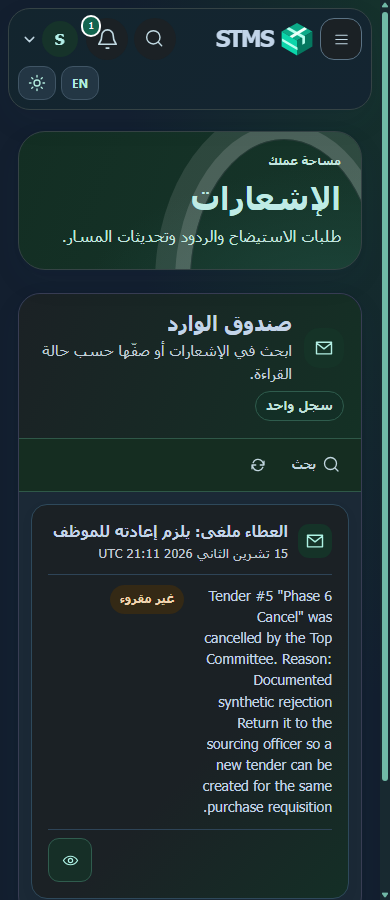 STMS
1
S
EN
مساحة عملك
الإشعارات
طلبات الاستيضاح والردود وتحديثات المسار.
صندوق الوارد
ابحث في الإشعارات أو صفّها حسب حالة
القراءة.
سجل واحد
بحث
العطاء ملغى: يلزم إعادته للموظف
15 تشرين الثاني 2026 21:11 UTC
غير مقروء
Tender #5 "Phase 6
Cancel" was
cancelled by the Top
Committee. Reason:
Documented
synthetic rejection
Return it to the
sourcing officer so a
new tender can be
created for the same
purchase requisition.